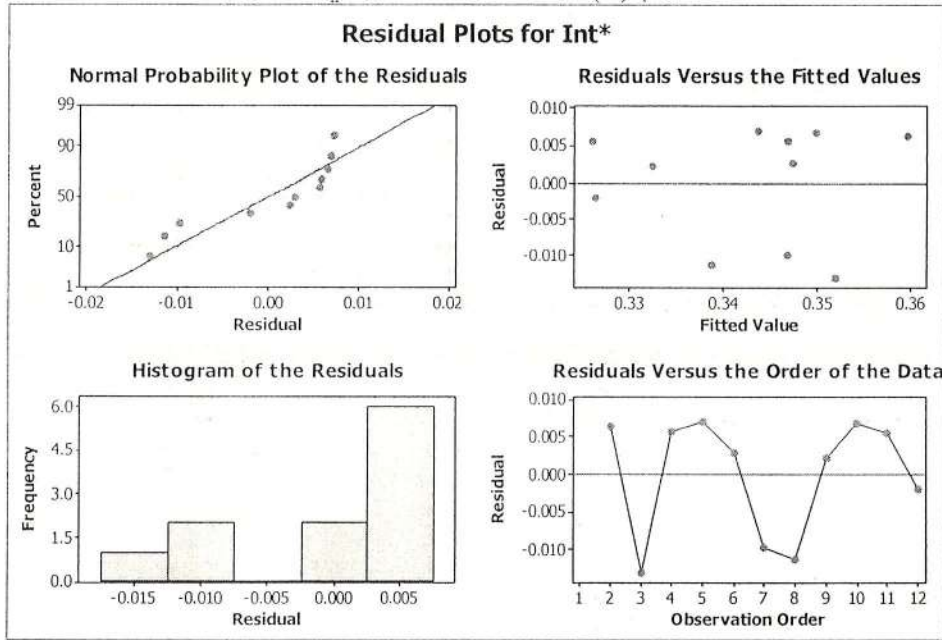 Residual Plots for Int*
Normal Probability Plot of the Residuals
99
90
50
10
1
Percent
-0.02 -0.01 0.00 0.01 0.02
Residual
Residuals Versus the Fitted Values
0.010
0.005
0.000
-0.005
-0.010
Residual
0.33 0.34 0.35 0.36
Fitted Value
Histogram of the Residuals
6.0
4.5
3.0
1.5
0.0
Frequency
-0.015 -0.010 -0.005 0.000 0.005
Residual
Residuals Versus the Order of the Data
0.010
0.005
0.000
-0.005
-0.010
Residual
1 2 3 4 5 6 7 8 9 10 11 12
Observation Order